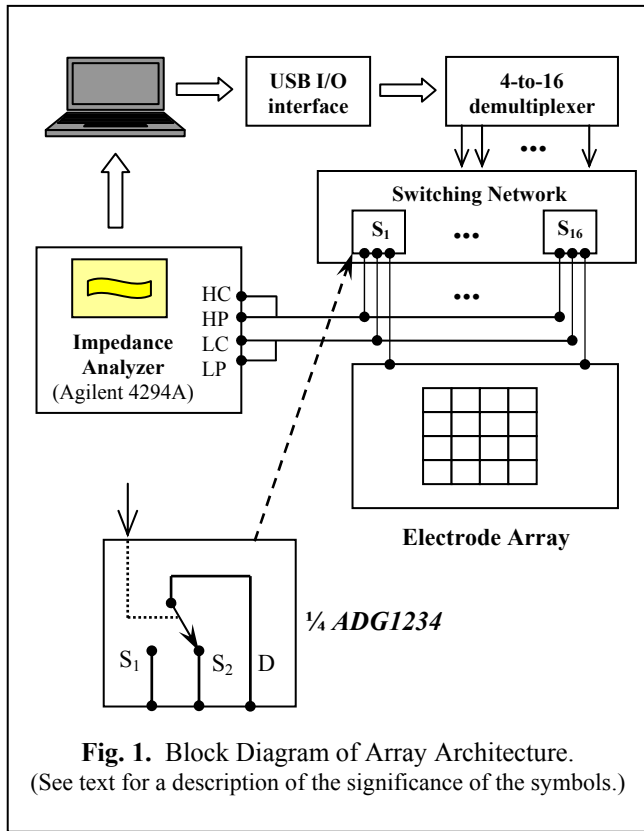 USB I/O
interface
4-to-16
demultiplexer
...
Switching Network
S1
...
S16
...
HC
HP
LC
LP
Impedance
Analyzer
(Agilent 4294A)
Electrode Array
¼ ADG1234
S1
S2
D
Fig. 1. Block Diagram of Array Architecture.
(See text for a description of the significance of the symbols.)